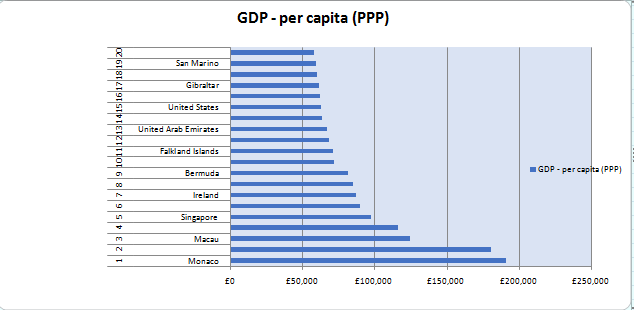 GDP - per capita (PPP)
20
19 San Marino
18
17 Gibraltar
16
15 United States
14
13 United Arab Emirates
12
11 Falkland Islands
10
9 Bermuda
8
7 Ireland
6
5 Singapore
4
3 Macau
2
1 Monaco
GDP - per capita (PPP)
£0 £50,000 £100,000 £150,000 £200,000 £250,000